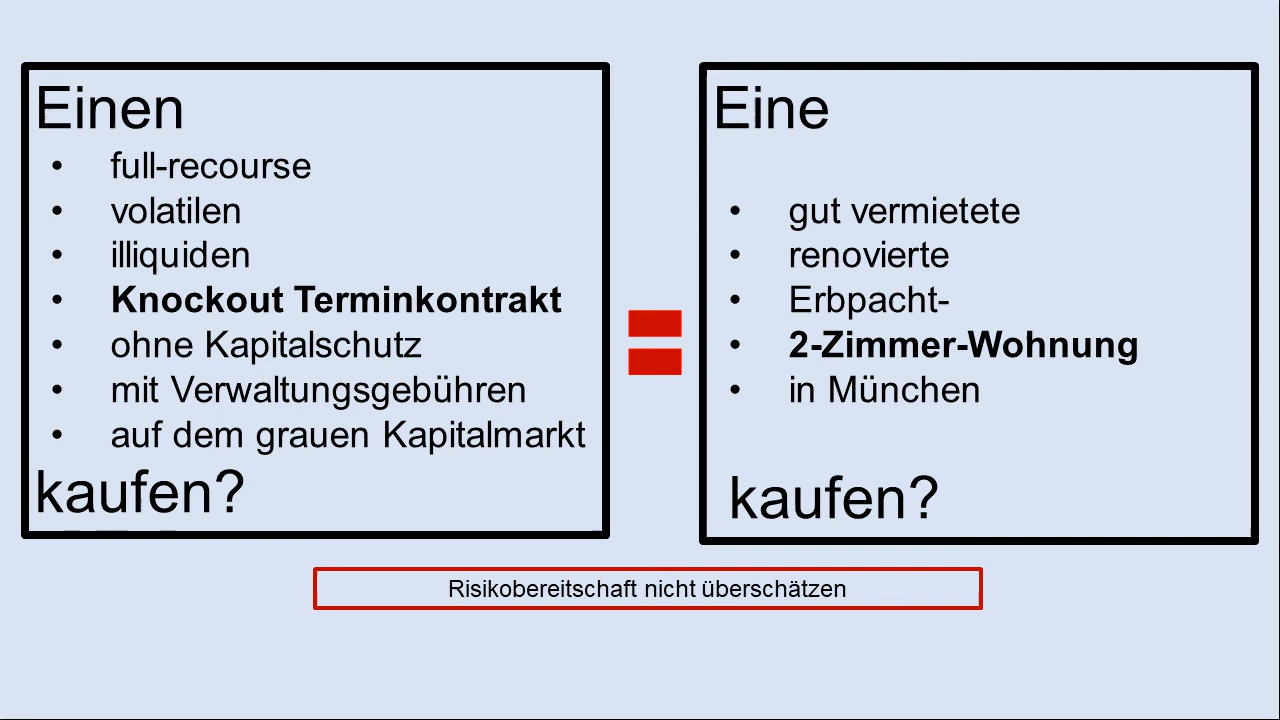 Einen
• full-recourse
• volatilen
• illiquiden
• Knockout Terminkontrakt
• ohne Kapitalschutz
• mit Verwaltungsgebühren
• auf dem grauen Kapitalmarkt
kaufen?
Eine
• gut vermietete
• renovierte
• Erbpacht-
• 2-Zimmer-Wohnung
• in München
kaufen?
Risikobereitschaft nicht überschätzen